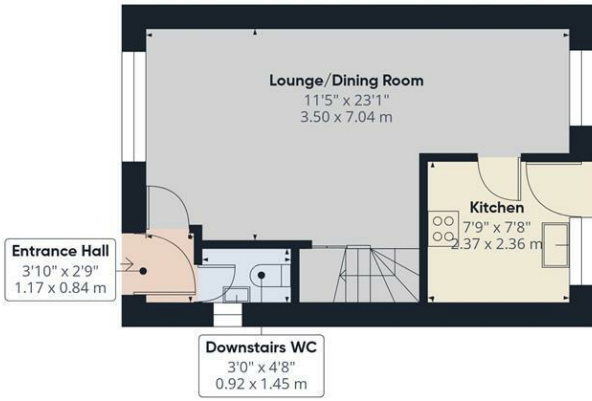 Lounge/Dining Room
11'5" x 23'1"
3.50 x 7.04 m
Kitchen
7'9" x 7'8"
2.37 x 2.36 m
Entrance Hall
3'10" x 2'9"
1.17 x 0.84 m
Downstairs WC
3'0" x 4'8"
0.92 x 1.45 m